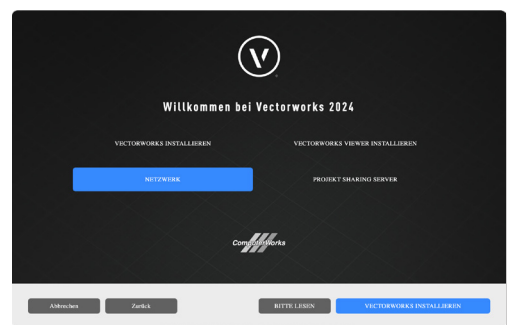 Willkommen bei Vectorworks 2024
VECTORWORKS INSTALLIEREN VECTORWORKS VIEWER INSTALLIEREN
NETZWERK PROJEKT SHARING SERVER
ComputerWorks
Abbrechen Zurück BITTE LESEN VECTORWORKS INSTALLIEREN